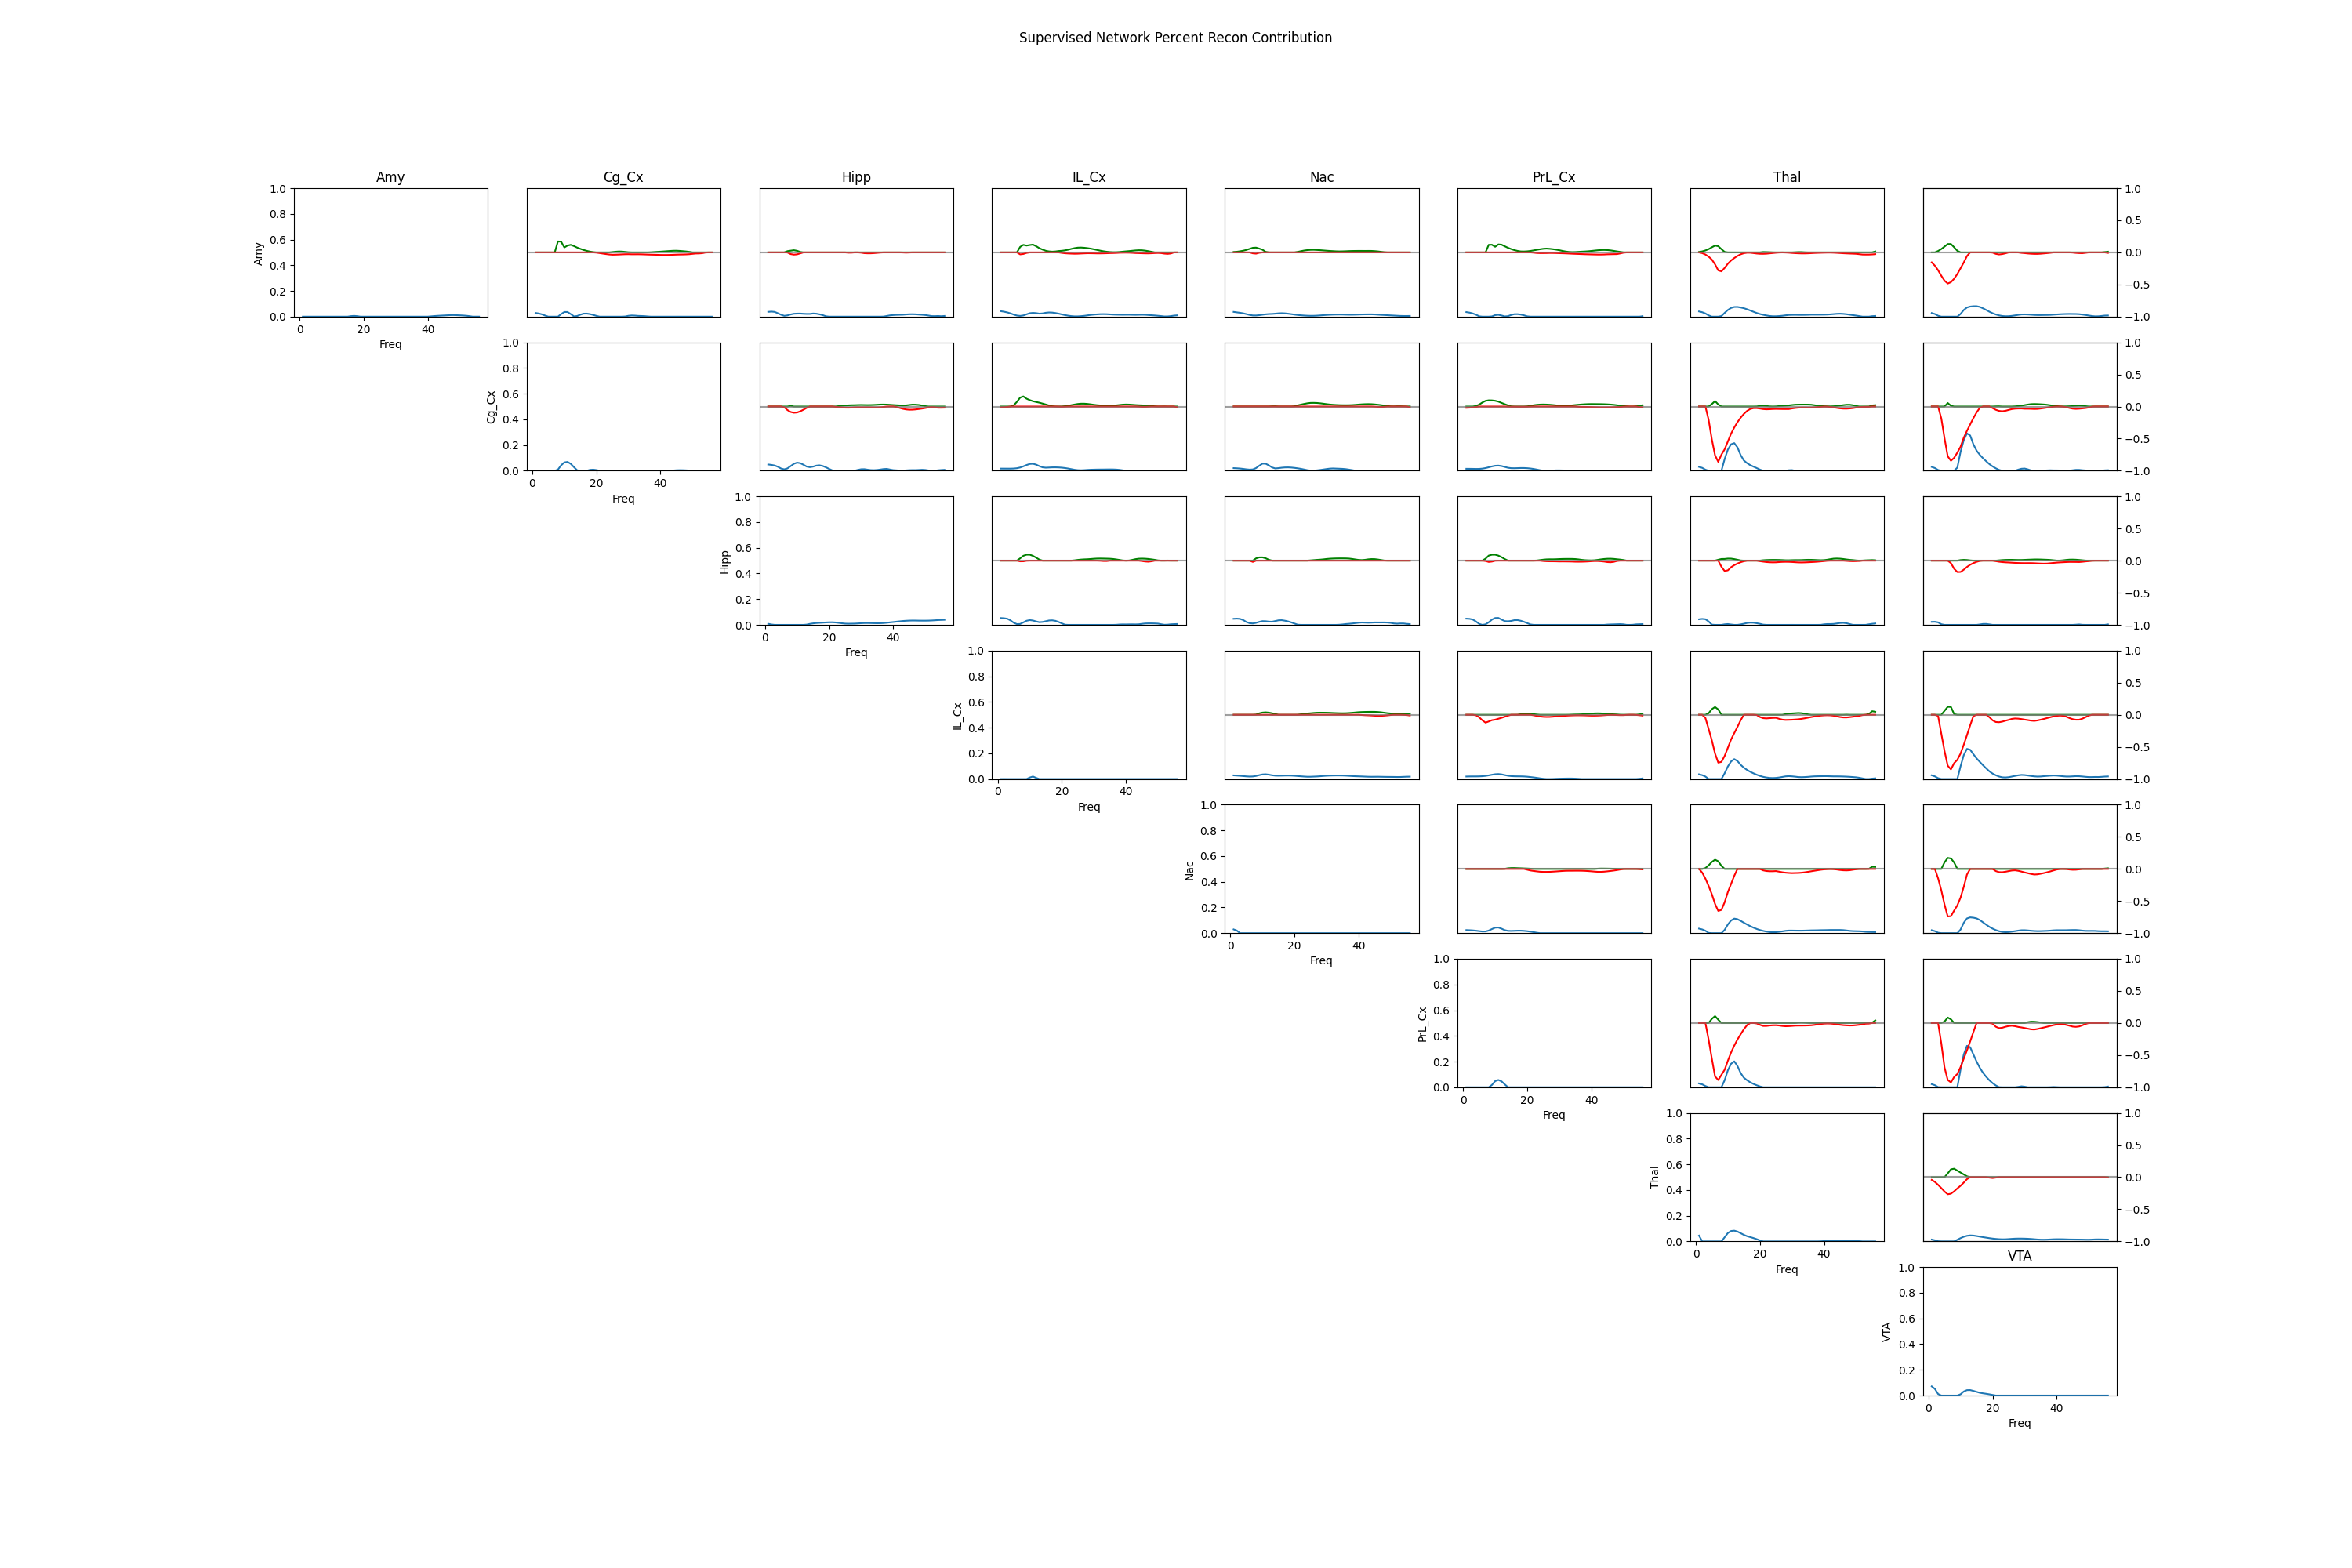 Supervised Network Percent Recon Contribution
Amy Cg_Cx Hipp IL_Cx Nac PrL_Cx Thal
1.0 0.8 0.6 0.4 0.2 0.0
Amy
0 20 40
Freq
1.0 0.5 0.0 −0.5 −1.0
1.0 0.8 0.6 0.4 0.2 0.0
Cg_Cx
0 20 40
Freq
1.0 0.5 0.0 −0.5 −1.0
1.0 0.8 0.6 0.4 0.2 0.0
Hipp
0 20 40
Freq
1.0 0.5 0.0 −0.5 −1.0
1.0 0.8 0.6 0.4 0.2 0.0
IL_Cx
0 20 40
Freq
1.0 0.5 0.0 −0.5 −1.0
1.0 0.8 0.6 0.4 0.2 0.0
Nac
0 20 40
Freq
1.0 0.5 0.0 −0.5 −1.0
1.0 0.8 0.6 0.4 0.2 0.0
PrL_Cx
0 20 40
Freq
1.0 0.5 0.0 −0.5 −1.0
1.0 0.8 0.6 0.4 0.2 0.0
Thal
0 20 40
Freq
1.0 0.5 0.0 −0.5 −1.0
VTA
1.0 0.8 0.6 0.4 0.2 0.0
VTA
0 20 40
Freq